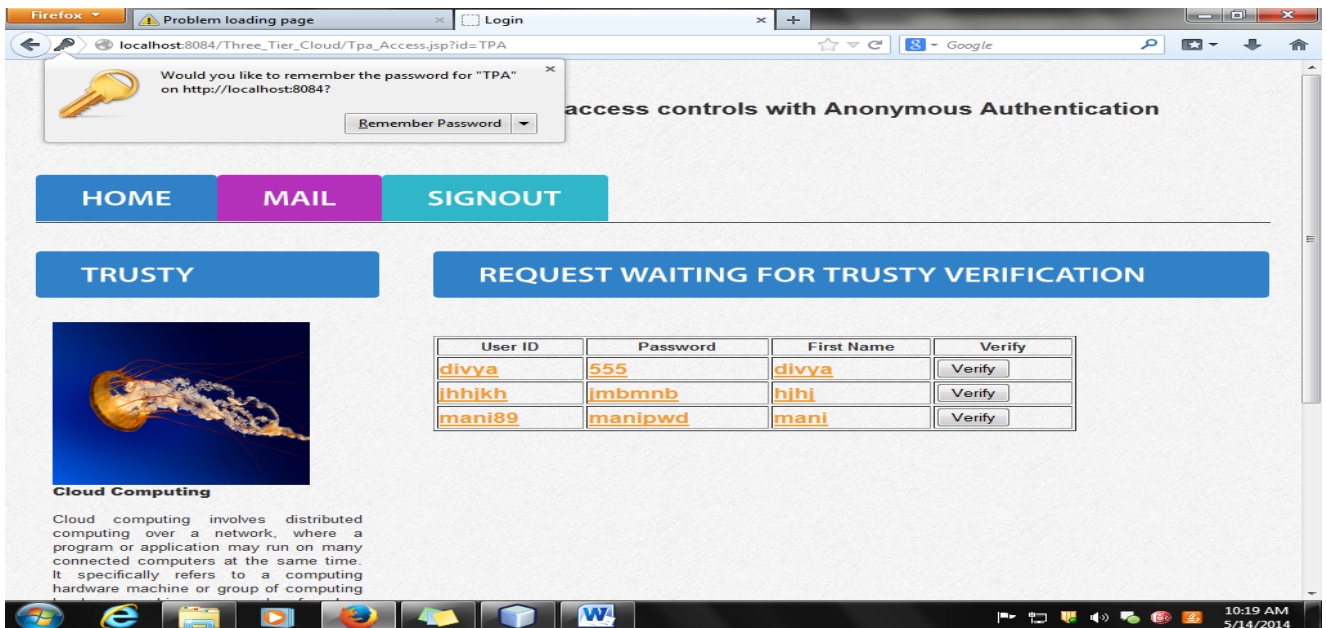 Firefox
Problem loading page
Login
localhost:8084/Three_Tier_Cloud/Tpa_Access.jsp?id=TPA
Google
Would you like to remember the password for "TPA"
on http://localhost:8084?
Remember Password
access controls with Anonymous Authentication
HOME MAIL SIGNOUT
TRUSTY
REQUEST WAITING FOR TRUSTY VERIFICATION
User ID Password First Name Verify
divya 555 divya Verify
jhhjkh jmbmnb hjhj Verify
mani89 manipwd mani Verify
Cloud Computing
Cloud computing involves distributed
computing over a network, where a
program or application may run on many
connected computers at the same time.
It specifically refers to a computing
hardware machine or group of computing
10:19 AM
5/14/2014